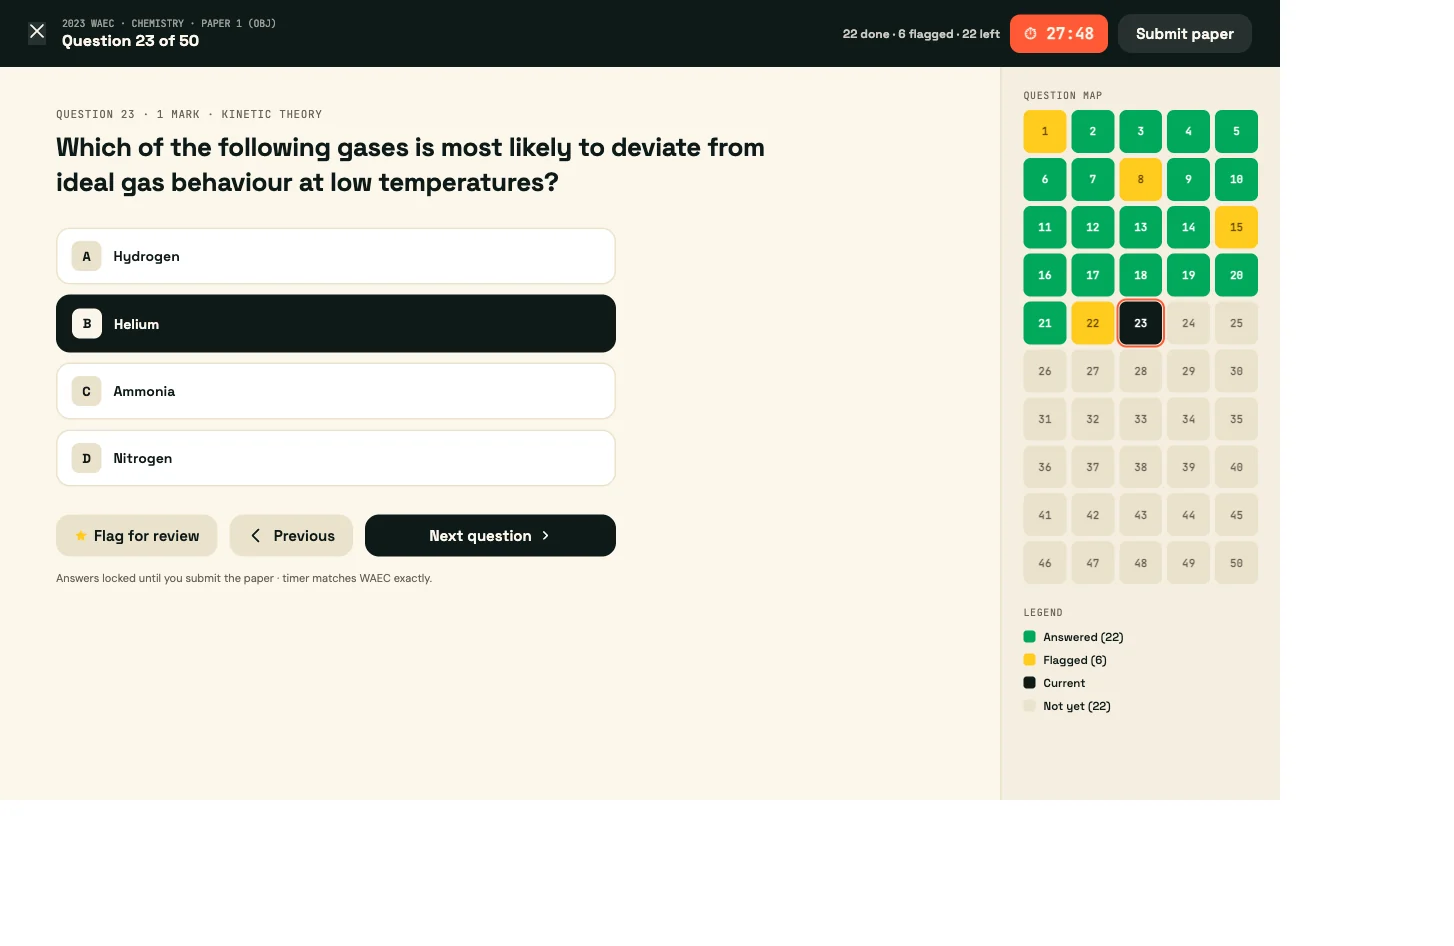 2023 WAEC · CHEMISTRY · PAPER 1 (OBJ)
Question 23 of 50
22 done · 6 flagged · 22 left
27:48
Submit paper
QUESTION 23 · 1 MARK · KINETIC THEORY
Which of the following gases is most likely to deviate from
ideal gas behaviour at low temperatures?
A Hydrogen
B Helium
C Ammonia
D Nitrogen
Flag for review
Previous
Next question
Answers locked until you submit the paper · timer matches WAEC exactly.
QUESTION MAP
1 2 3 4 5
6 7 8 9 10
11 12 13 14 15
16 17 18 19 20
21 22 23 24 25
26 27 28 29 30
31 32 33 34 35
36 37 38 39 40
41 42 43 44 45
46 47 48 49 50
LEGEND
Answered (22)
Flagged (6)
Current
Not yet (22)